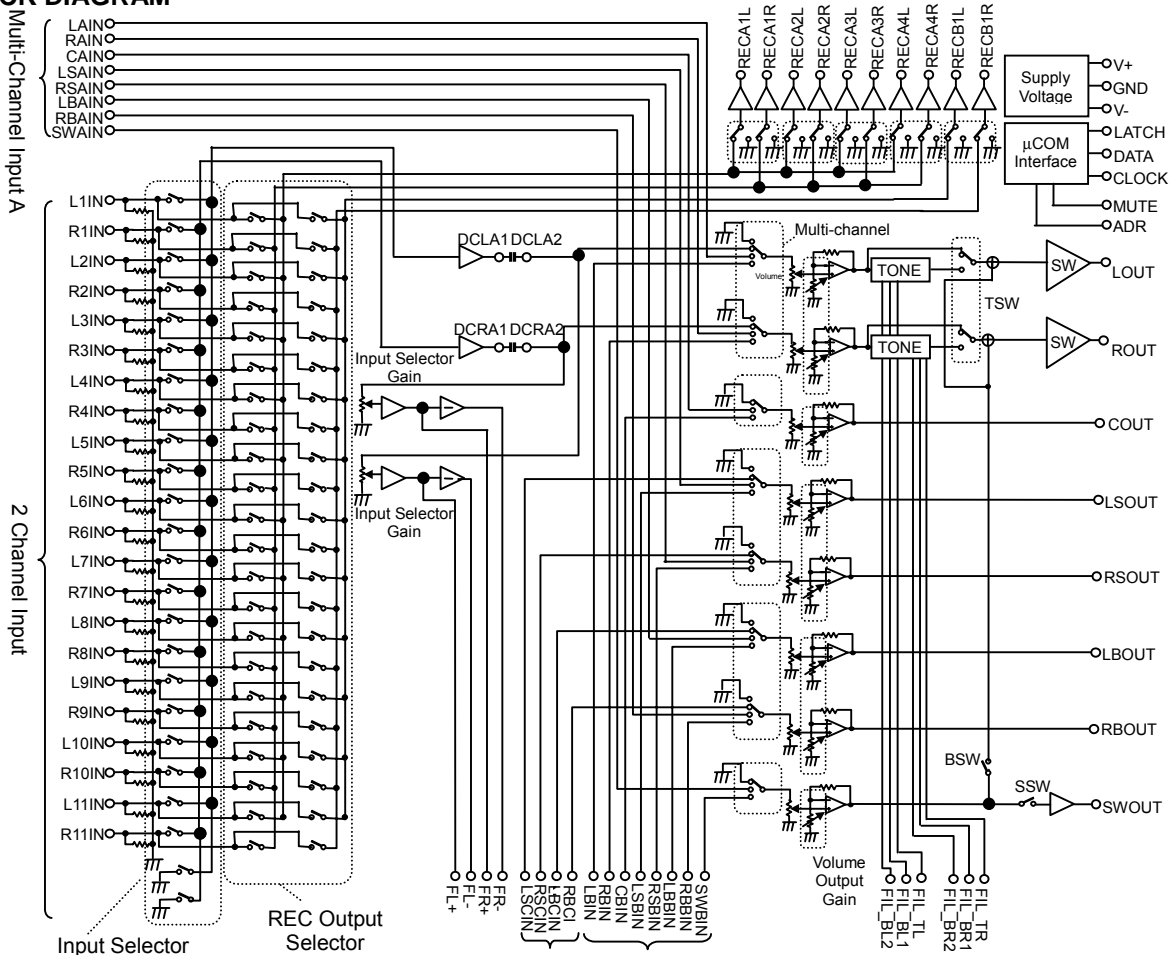 CK DIAGRAM
Multi-Channel Input A
LAIN
RAIN
CAIN
LSAIN
RSAIN
LBAIN
RBAIN
SWAIN
RECA1L
RECA1R
RECA2L
RECA2R
RECA3L
RECA3R
RECA4L
RECA4R
RECB1L
RECB1R
Supply
Voltage
V+
GND
V-
µCOM
Interface
LATCH
DATA
CLOCK
MUTE
ADR
2 Channel Input
L1IN
R1IN
L2IN
R2IN
L3IN
R3IN
L4IN
R4IN
L5IN
R5IN
L6IN
R6IN
L7IN
R7IN
L8IN
R8IN
L9IN
R9IN
L10IN
R10IN
L11IN
R11IN
DCLA1 DCLA2
DCRA1 DCRA2
Input Selector
Gain
Input Selector
Gain
Multi-channel
Volume
TONE
TONE
TSW
SW
SW
LOUT
ROUT
COUT
LSOUT
RSOUT
LBOUT
RBOUT
BSW
SSW
SWOUT
Volume
Output
Gain
Input Selector
REC Output
Selector
FL+
FL-
FR+
FR-
LSCIN
RSCIN
LBCIN
RBCI
LBIN
RBIN
CBIN
LSBIN
RSBIN
LBBIN
RBBIN
SWBIN
FIL_BL2
FIL_BL1
FIL_TL
FIL_BR2
FIL_BR1
FIL_TR